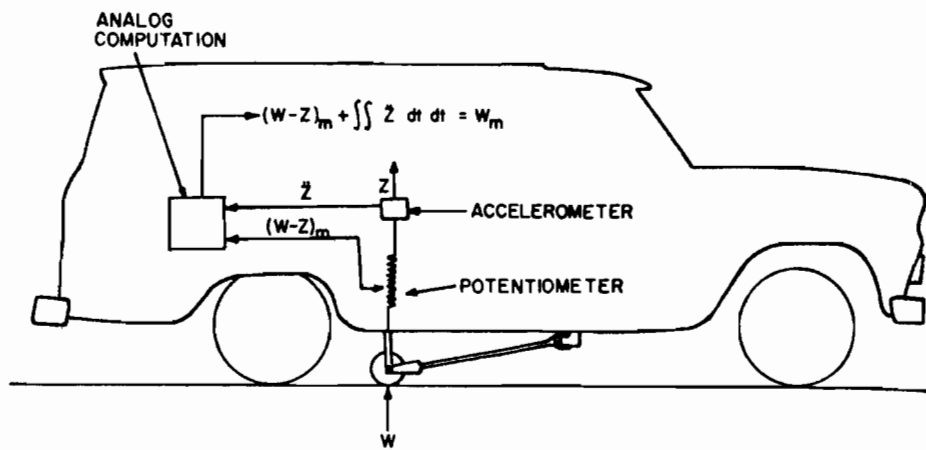 ANALOG
COMPUTATION
(W-Z)m + ∫∫ Z̈ dt dt = Wm
Z̈
Z
ACCELEROMETER
(W-Z)m
POTENTIOMETER
W